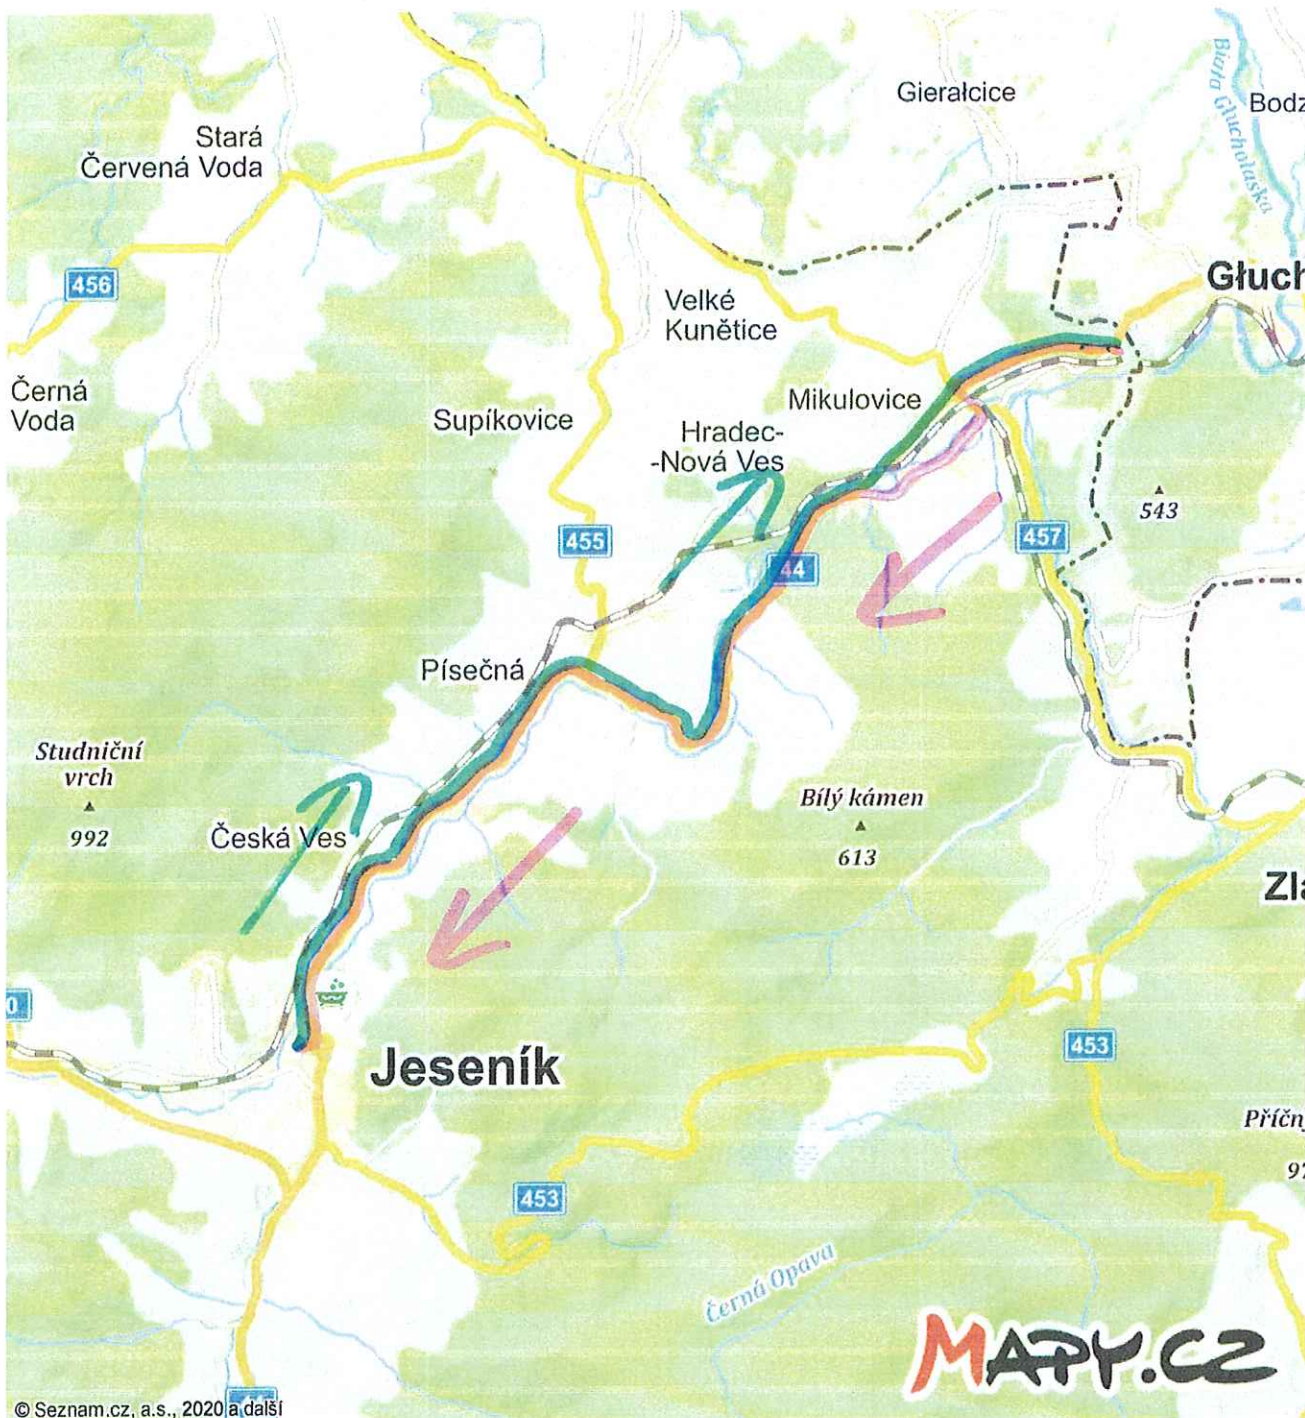 Gierałcice
Bodz
Biała Głuchołaska
Stará
Červená Voda
456
Głuch
Velké
Kunětice
Černá
Voda
Mikulovice
Supíkovice
Hradec-
-Nová Ves
543
455
457
44
Písečná
Studniční
vrch
992
Bílý kámen
613
Česká Ves
Zla
0
453
Jeseník
Příčn
97
453
Černá Opava
MAPY.CZ
© Seznam.cz, a.s., 2020 a další